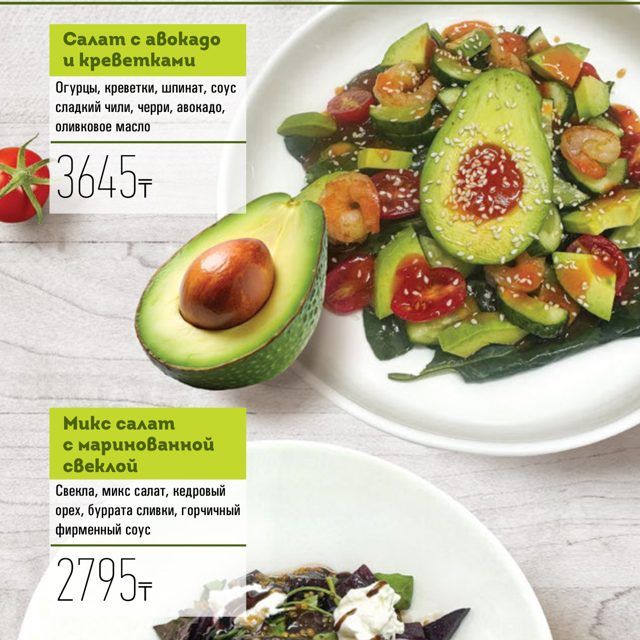 Салат с авокадо
и креветками
Огурцы, креветки, шпинат, соус
сладкий чили, черри, авокадо,
оливковое масло
3645₸
Микс салат
с маринованной
свеклой
Свекла, микс салат, кедровый
орех, буррата сливки, горчичный
фирменный соус
2795₸